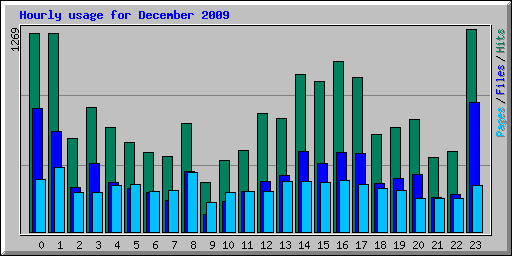 Hourly usage for December 2009
1269
Pages/Files/Hits
0 1 2 3 4 5 6 7 8 9 10 11 12 13 14 15 16 17 18 19 20 21 22 23